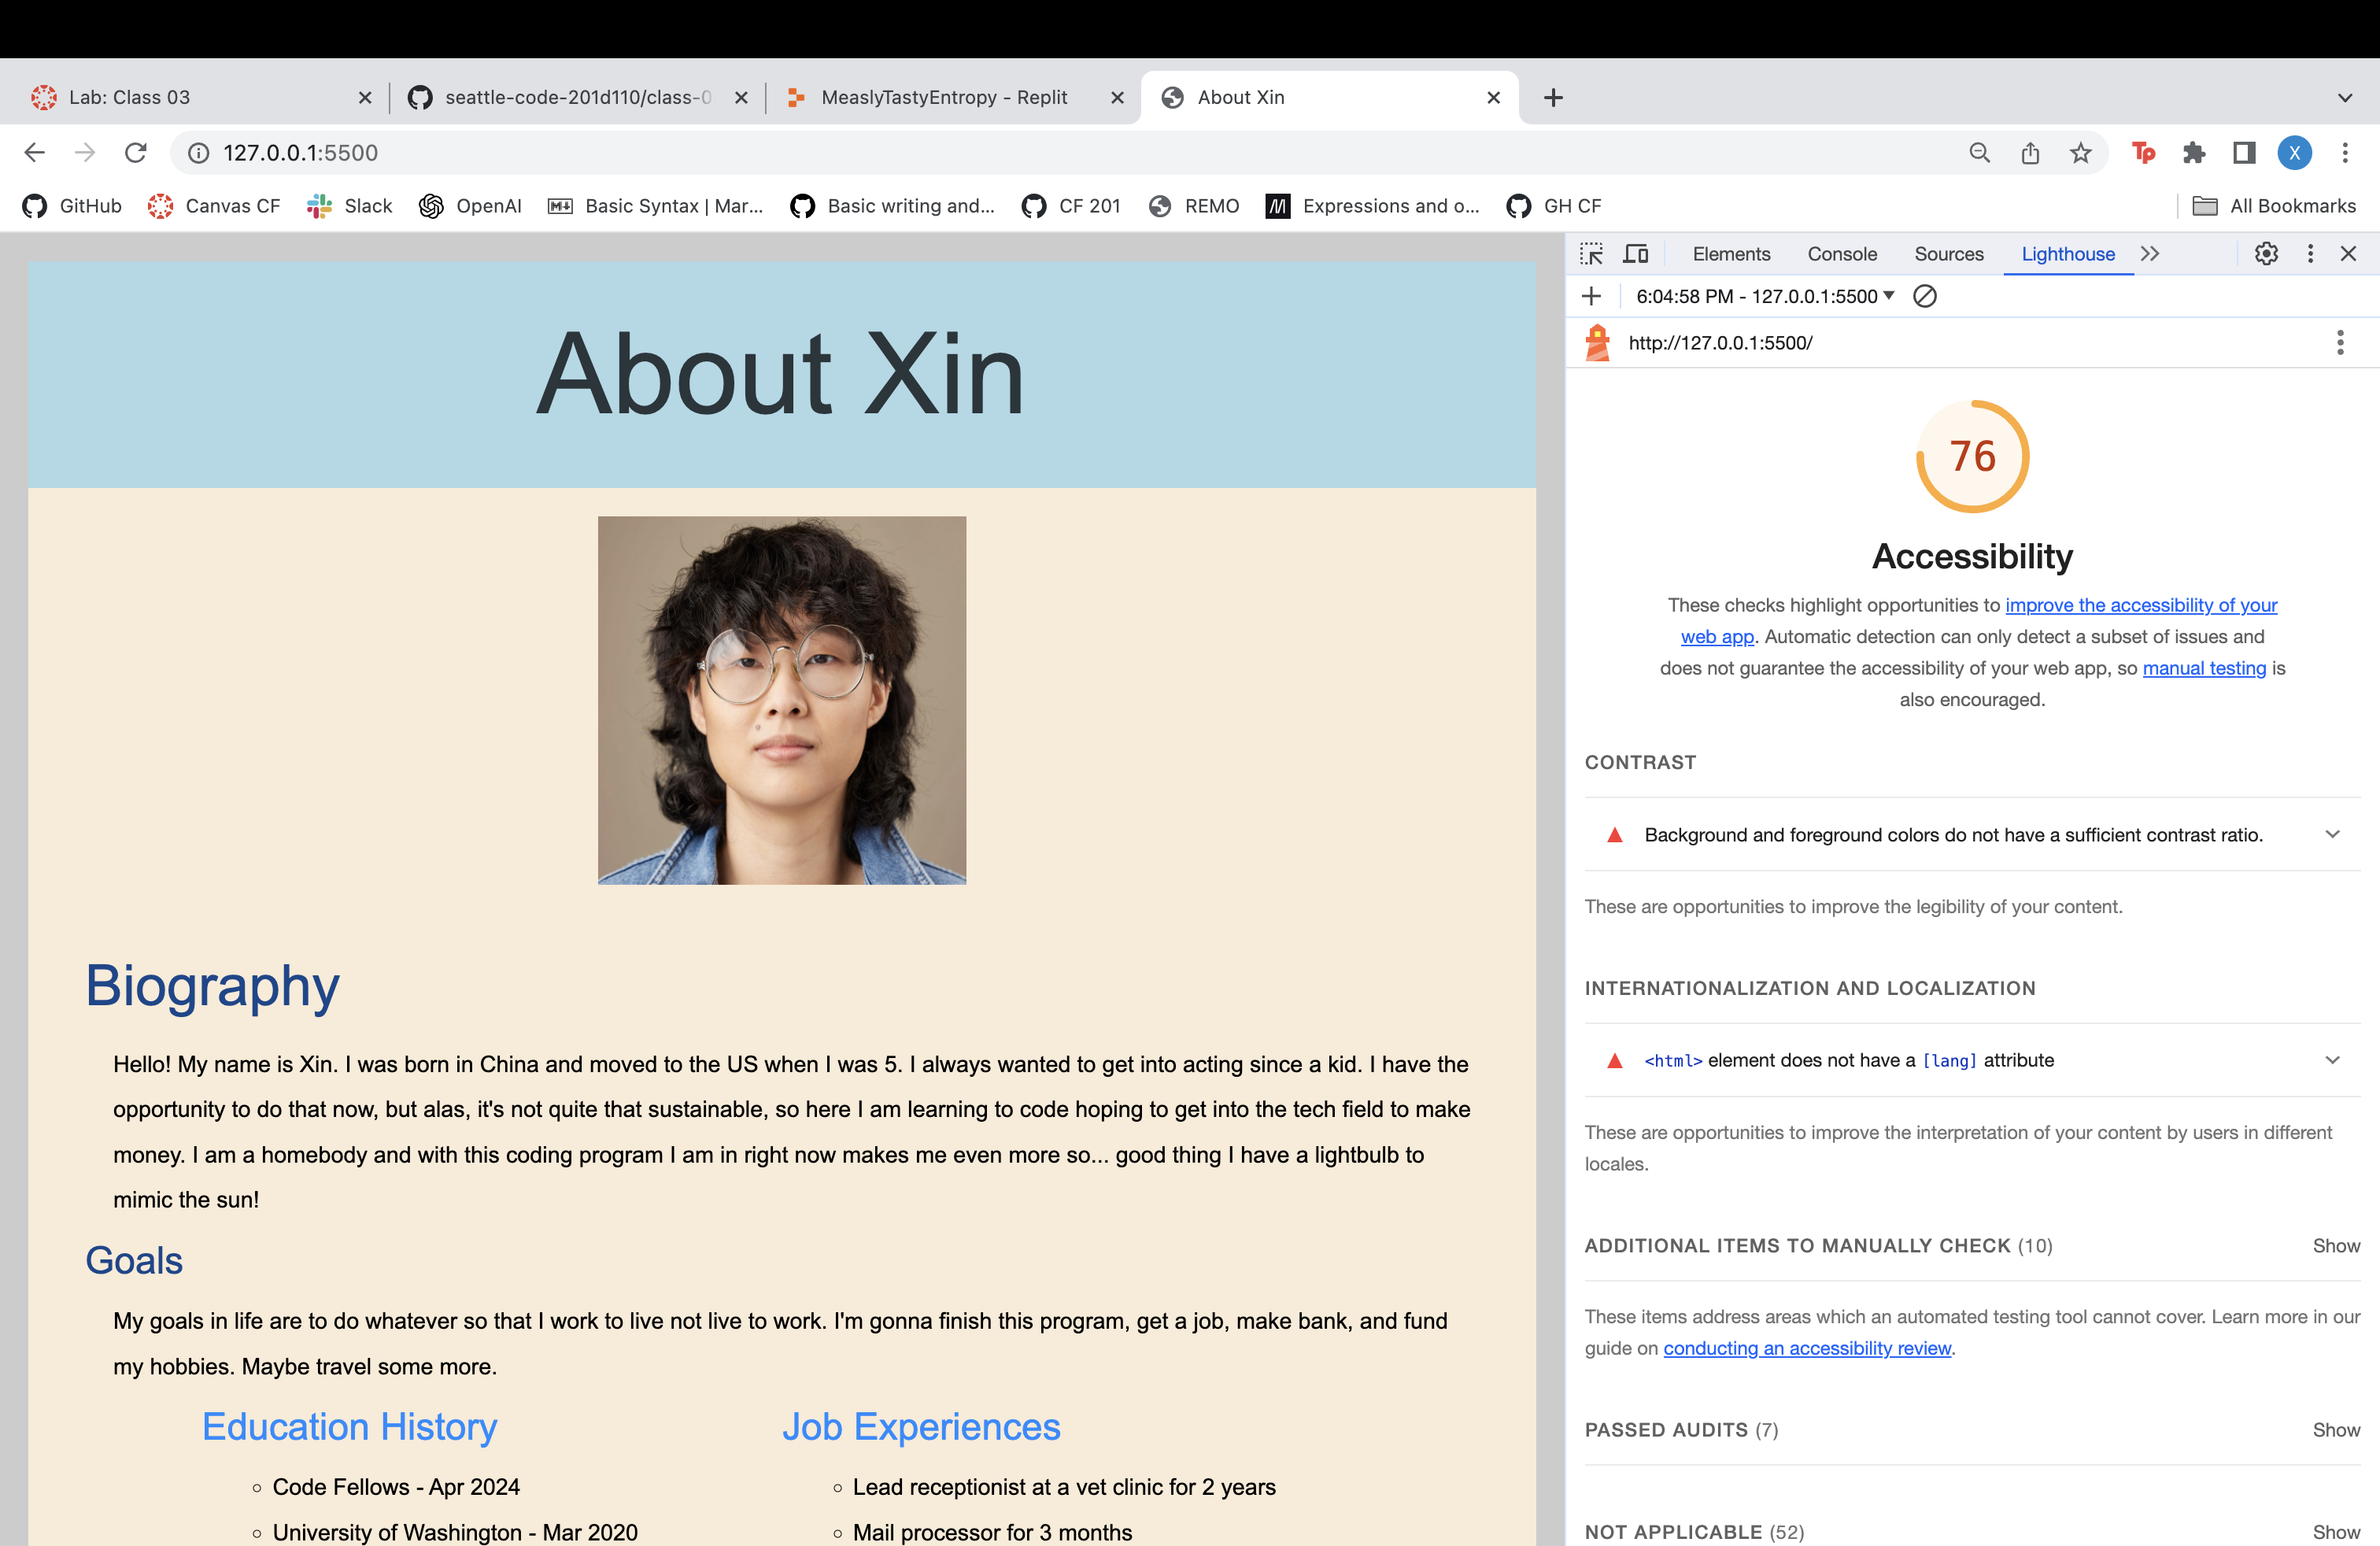 Lab: Class 03
seattle-code-201d110/class-0
MeaslyTastyEntropy - Replit
About Xin
127.0.0.1:5500
Tp
X
GitHub
Canvas CF
Slack
OpenAI
M
Basic Syntax | Mar...
Basic writing and...
CF 201
REMO
M
Expressions and o...
GH CF
All Bookmarks
About Xin
Biography
Hello! My name is Xin. I was born in China and moved to the US when I was 5. I always wanted to get into acting since a kid. I have the
opportunity to do that now, but alas, it's not quite that sustainable, so here I am learning to code hoping to get into the tech field to make
money. I am a homebody and with this coding program I am in right now makes me even more so... good thing I have a lightbulb to
mimic the sun!
Goals
My goals in life are to do whatever so that I work to live not live to work. I'm gonna finish this program, get a job, make bank, and fund
my hobbies. Maybe travel some more.
Education History
Code Fellows - Apr 2024
University of Washington - Mar 2020
Job Experiences
Lead receptionist at a vet clinic for 2 years
Mail processor for 3 months
Elements
Console
Sources
Lighthouse
6:04:58 PM - 127.0.0.1:5500
http://127.0.0.1:5500/
76
Accessibility
These checks highlight opportunities to improve the accessibility of your
web app. Automatic detection can only detect a subset of issues and
does not guarantee the accessibility of your web app, so manual testing is
also encouraged.
CONTRAST
Background and foreground colors do not have a sufficient contrast ratio.
These are opportunities to improve the legibility of your content.
INTERNATIONALIZATION AND LOCALIZATION
<html> element does not have a [lang] attribute
These are opportunities to improve the interpretation of your content by users in different
locales.
ADDITIONAL ITEMS TO MANUALLY CHECK (10)
Show
These items address areas which an automated testing tool cannot cover. Learn more in our
guide on conducting an accessibility review.
PASSED AUDITS (7)
Show
NOT APPLICABLE (52)
Show